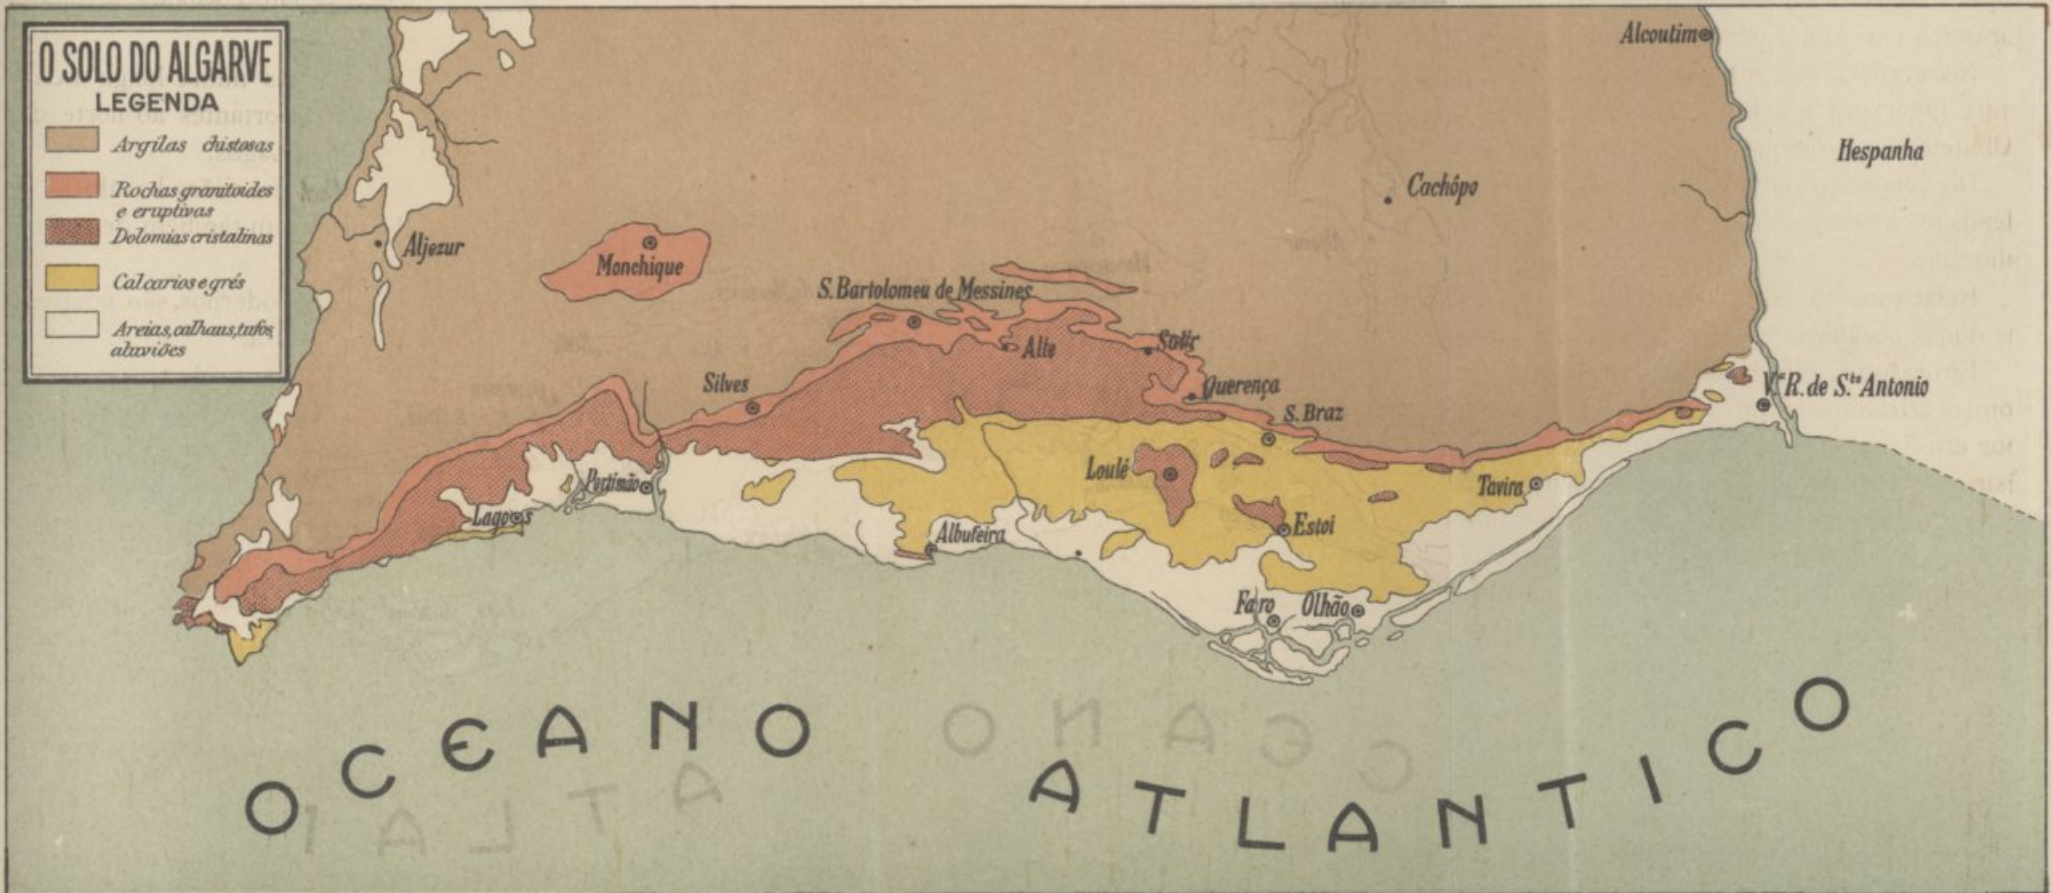 O SOLO DO ALGARVE
LEGENDA
Argilas chistosas
Rochas granitoides
e eruptivas
Dolomias cristalinas
Calcarios e grés
Areias, calhaus, tufos,
aluviões
Alcoutim
Hespanha
Cachôpo
Aljezur
Monchique
S. Bartolomeu de Messines
Alte
Salir
Silves
Querença
S. Braz
V.ª R. de S.to Antonio
Loulé
Portimão
Tavira
Lagos
Albufeira
Estoi
Faro
Olhão
OCEANO
ATLANTICO